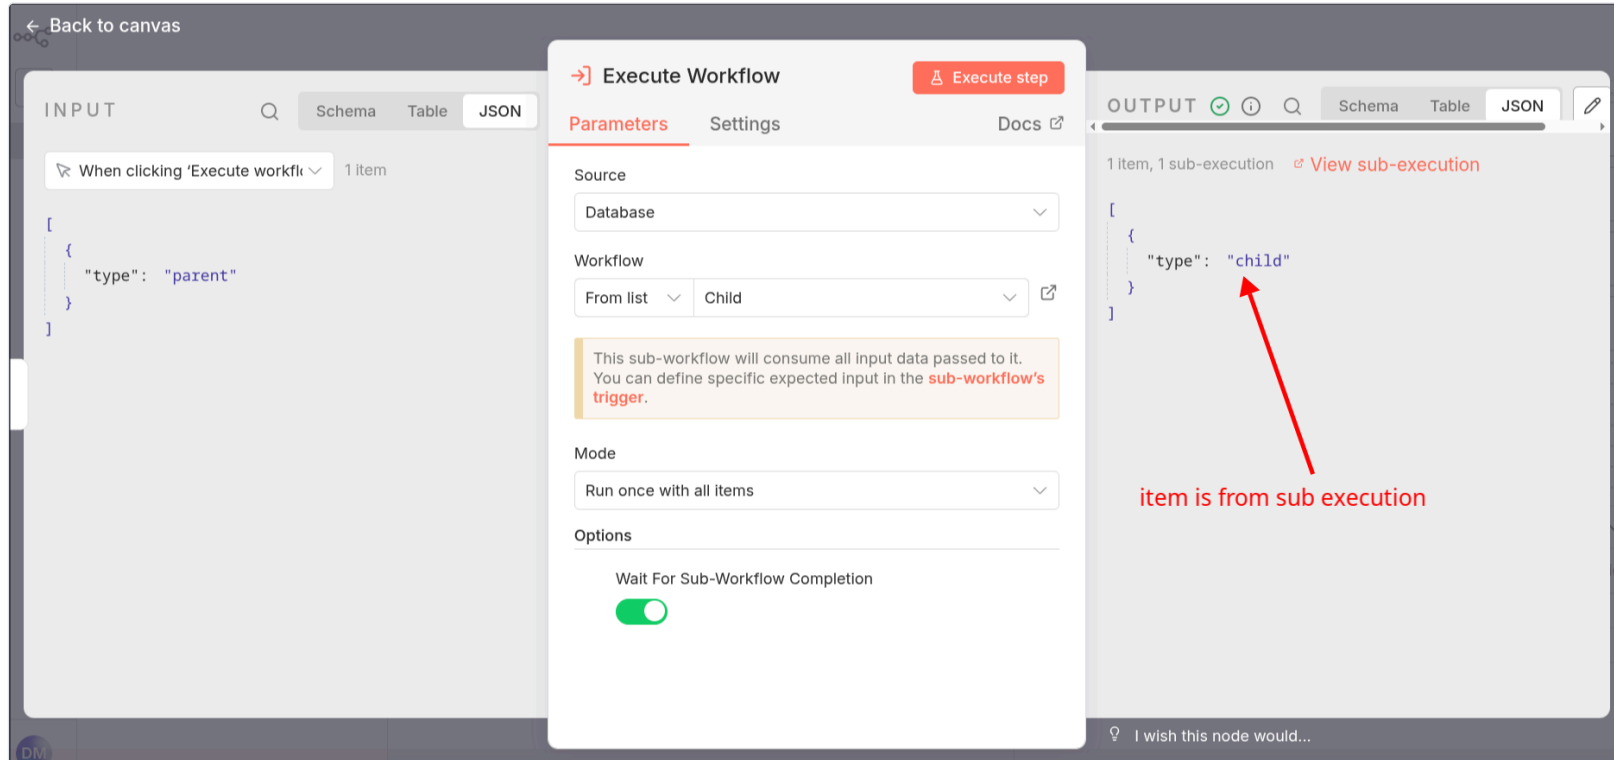 Back to canvas
INPUT
Schema Table JSON
When clicking ‘Execute workfl
1 item
[
{
"type": "parent"
}
]
Execute Workflow
Execute step
Parameters Settings Docs
Source
Database
Workflow
From list Child
This sub-workflow will consume all input data passed to it.
You can define specific expected input in the sub-workflow’s
trigger.
Mode
Run once with all items
Options
Wait For Sub-Workflow Completion
OUTPUT
Schema Table JSON
1 item, 1 sub-execution View sub-execution
[
{
"type": "child"
}
]
item is from sub execution
I wish this node would...
DM